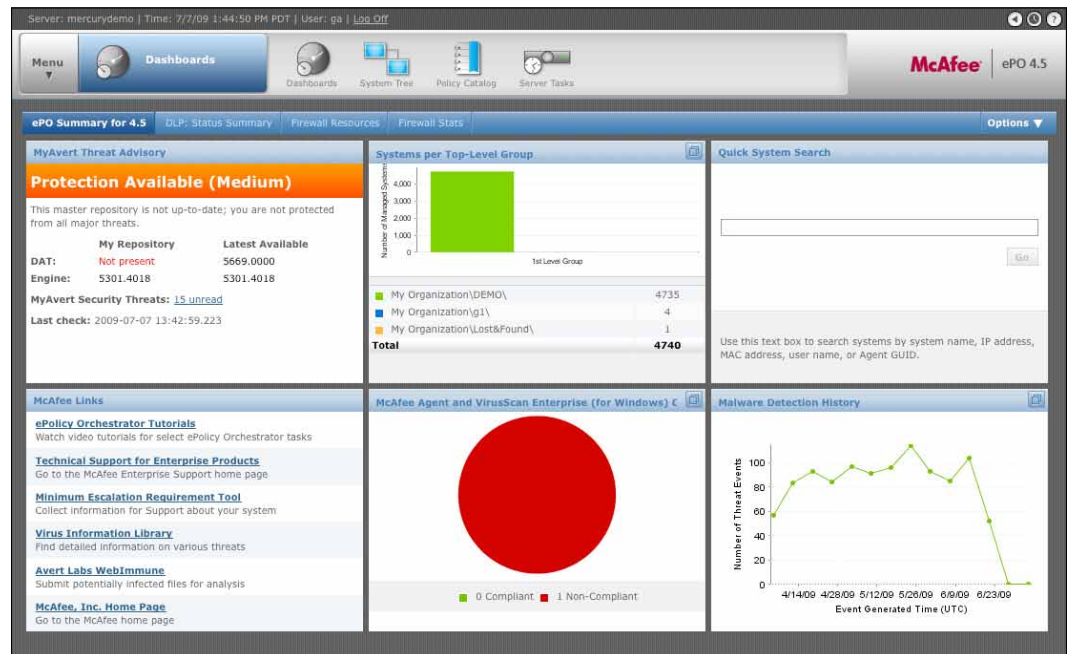 Server: mercurydemo | Time: 7/7/09 1:44:50 PM PDT | User: ga | Log Off
Menu
Dashboards
Dashboards
System Tree
Policy Catalog
Server Tasks
McAfee
ePO 4.5
ePO Summary for 4.5
DLP: Status Summary
Firewall Resources
Firewall Stats
Options
MyAvert Threat Advisory
Protection Available (Medium)
This master repository is not up-to-date; you are not protected
from all major threats.
My Repository Latest Available
DAT: Not present 5669.0000
Engine: 5301.4018 5301.4018
MyAvert Security Threats: 15 unread
Last check: 2009-07-07 13:42:59.223
Systems per Top-Level Group
Number of Managed Systems
4,000
3,000
2,000
1,000
0
1st Level Group
My Organization\DEMO\ 4735
My Organization\g1\ 4
My Organization\Lost&Found\ 1
Total 4740
Quick System Search
Go
Use this text box to search systems by system name, IP address,
MAC address, user name, or Agent GUID.
McAfee Links
ePolicy Orchestrator Tutorials
Watch video tutorials for select ePolicy Orchestrator tasks
Technical Support for Enterprise Products
Go to the McAfee Enterprise Support home page
Minimum Escalation Requirement Tool
Collect information for Support about your system
Virus Information Library
Find detailed information on various threats
Avert Labs WebImmune
Submit potentially infected files for analysis
McAfee, Inc. Home Page
Go to the McAfee home page
McAfee Agent and VirusScan Enterprise (for Windows) C
0 Compliant 1 Non-Compliant
Malware Detection History
Number of Threat Events
100
80
60
40
20
0
4/14/09 4/28/09 5/12/09 5/26/09 6/9/09 6/23/09
Event Generated Time (UTC)